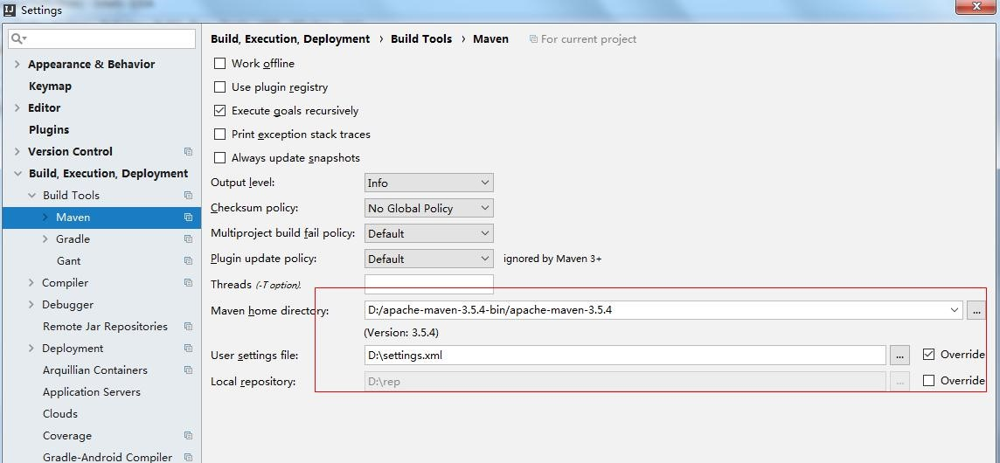 Settings
Appearance & Behavior
Keymap
Editor
Plugins
Version Control
Build, Execution, Deployment
Build Tools
Maven
Gradle
Gant
Compiler
Debugger
Remote Jar Repositories
Deployment
Arquillian Containers
Application Servers
Clouds
Coverage
Gradle-Android Compiler
Build, Execution, Deployment › Build Tools › Maven For current project
Work offline
Use plugin registry
Execute goals recursively
Print exception stack traces
Always update snapshots
Output level: Info
Checksum policy: No Global Policy
Multiproject build fail policy: Default
Plugin update policy: Default ignored by Maven 3+
Threads (-T option).
Maven home directory: D:/apache-maven-3.5.4-bin/apache-maven-3.5.4 ...
(Version: 3.5.4)
User settings file: D:\settings.xml ... Override
Local repository: D:\rep ... Override